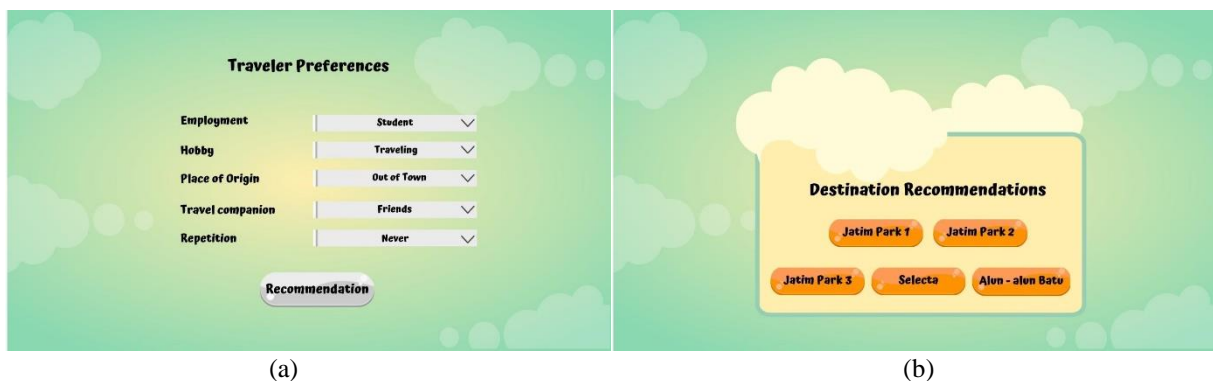 Traveler Preferences
Employment Student
Hobby Traveling
Place of Origin Out of Town
Travel companion Friends
Repetition Never
Recommendation
(a)
Destination Recommendations
Jatim Park 1 Jatim Park 2
Jatim Park 3 Selecta Alun - alun Batu
(b)